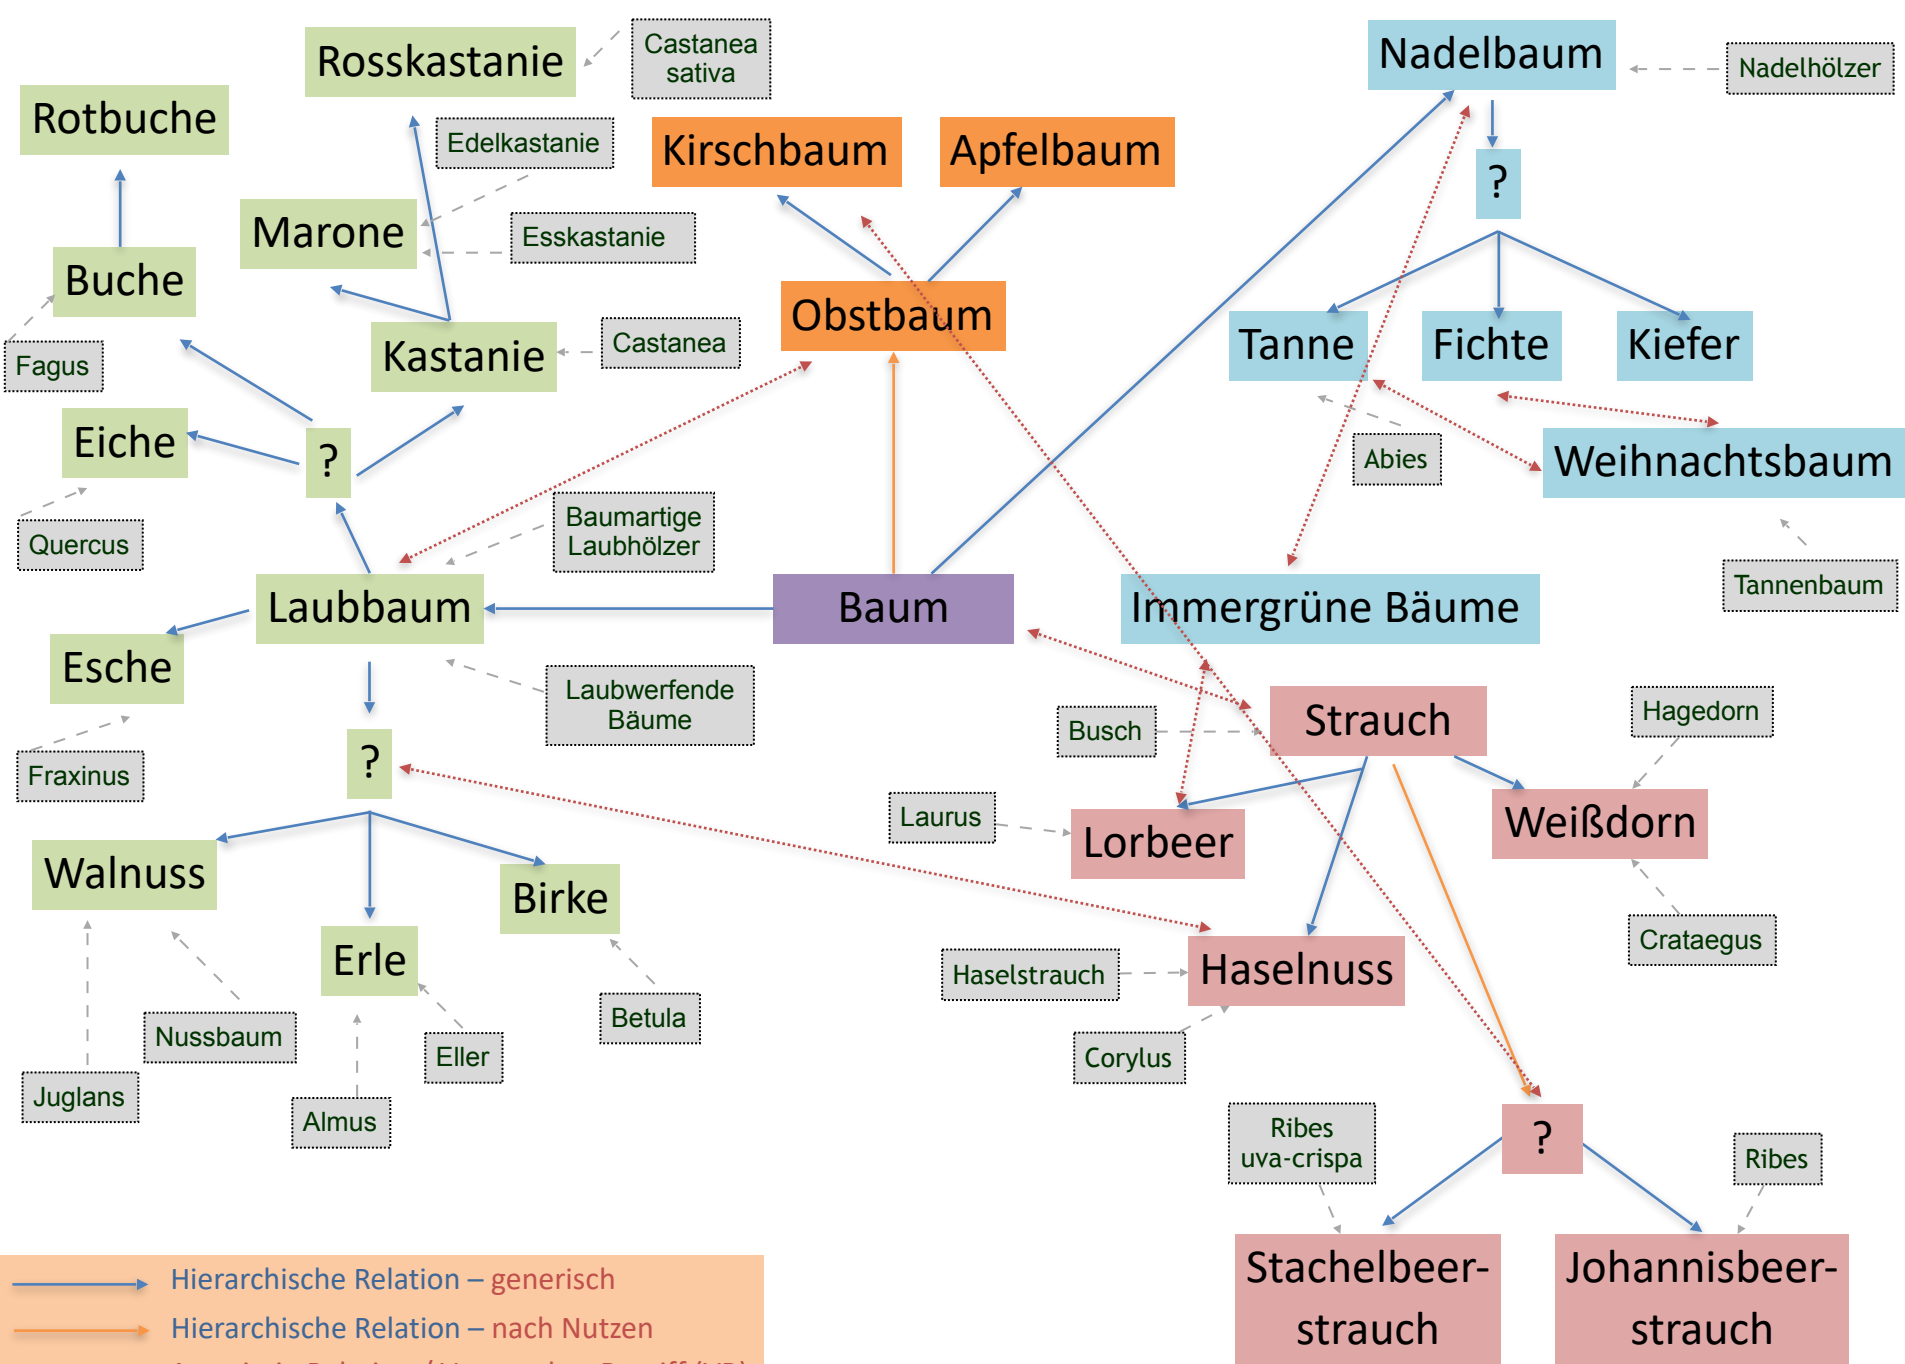 Rosskastanie
Castanea
sativa
Nadelbaum
Nadelhölzer
Rotbuche
Edelkastanie
Kirschbaum
Apfelbaum
?
Marone
Esskastanie
Buche
Obstbaum
Kastanie
Castanea
Tanne
Fichte
Kiefer
Fagus
Eiche
?
Abies
Weihnachtsbaum
Quercus
Baumartige
Laubhölzer
Tannenbaum
Laubbaum
Baum
Immergrüne Bäume
Esche
Laubwerfende
Bäume
Busch
Strauch
Hagedorn
Fraxinus
?
Laurus
Lorbeer
Weißdorn
Walnuss
Birke
Erle
Haselstrauch
Haselnuss
Crataegus
Nussbaum
Eller
Betula
Corylus
Juglans
Almus
Ribes
uva-crispa
?
Ribes
Stachelbeer-
strauch
Johannisbeer-
strauch
Hierarchische Relation – generisch
Hierarchische Relation – nach Nutzen